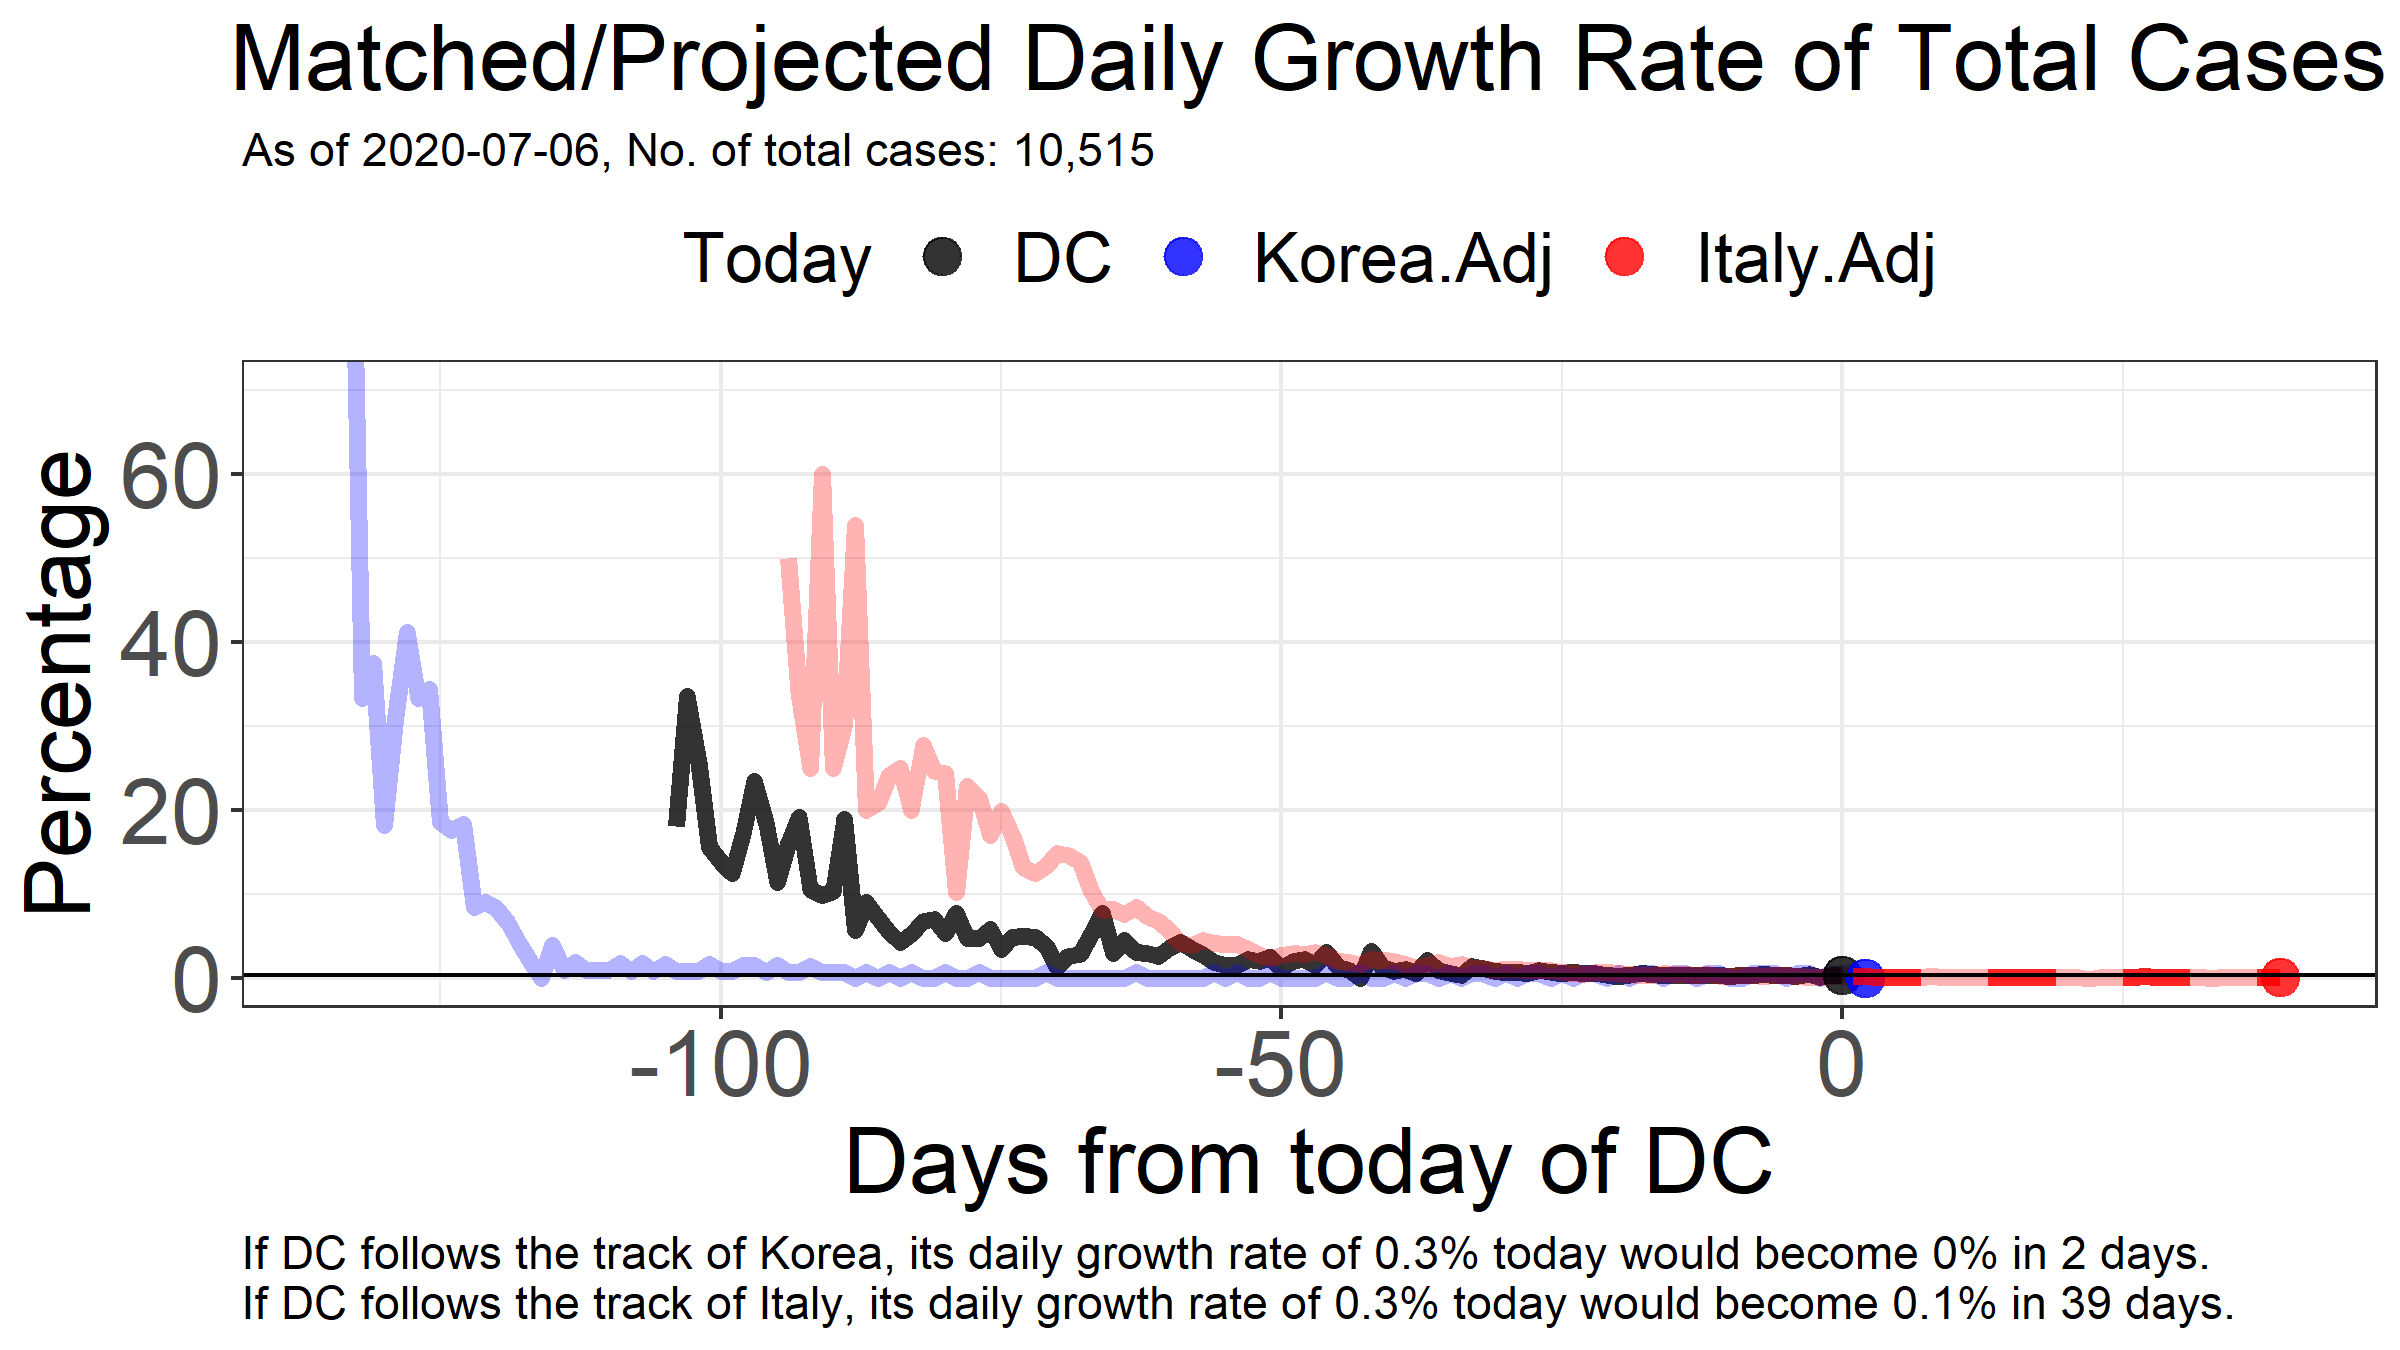 Matched/Projected Daily Growth Rate of Total Cases
As of 2020-07-06, No. of total cases: 10,515
Today DC Korea.Adj Italy.Adj
Percentage
60
40
20
0
-100 -50 0
Days from today of DC
If DC follows the track of Korea, its daily growth rate of 0.3% today would become 0% in 2 days.
If DC follows the track of Italy, its daily growth rate of 0.3% today would become 0.1% in 39 days.